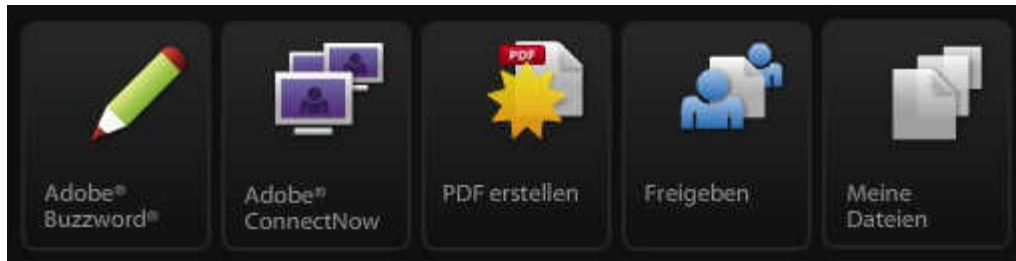 Adobe®
Buzzword®
Adobe®
ConnectNow
PDF
PDF erstellen
Freigeben
Meine
Dateien